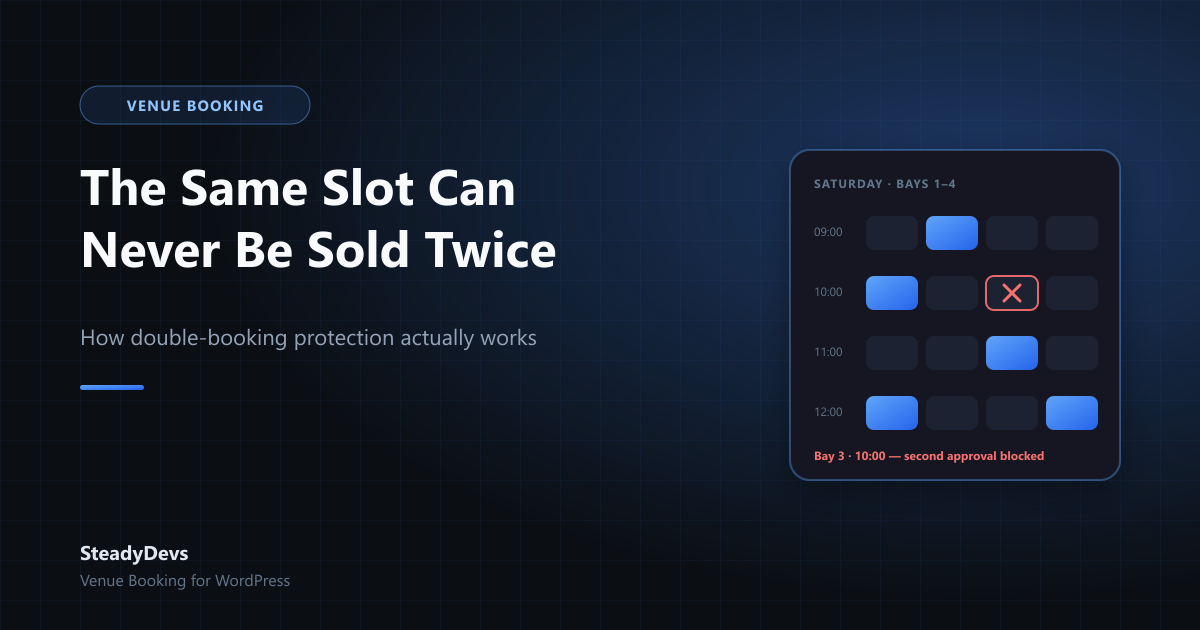 VENUE BOOKING
The Same Slot Can
Never Be Sold Twice
How double-booking protection actually works
SATURDAY · BAYS 1–4
09:00
10:00
11:00
12:00
Bay 3 · 10:00 — second approval blocked
SteadyDevs
Venue Booking for WordPress